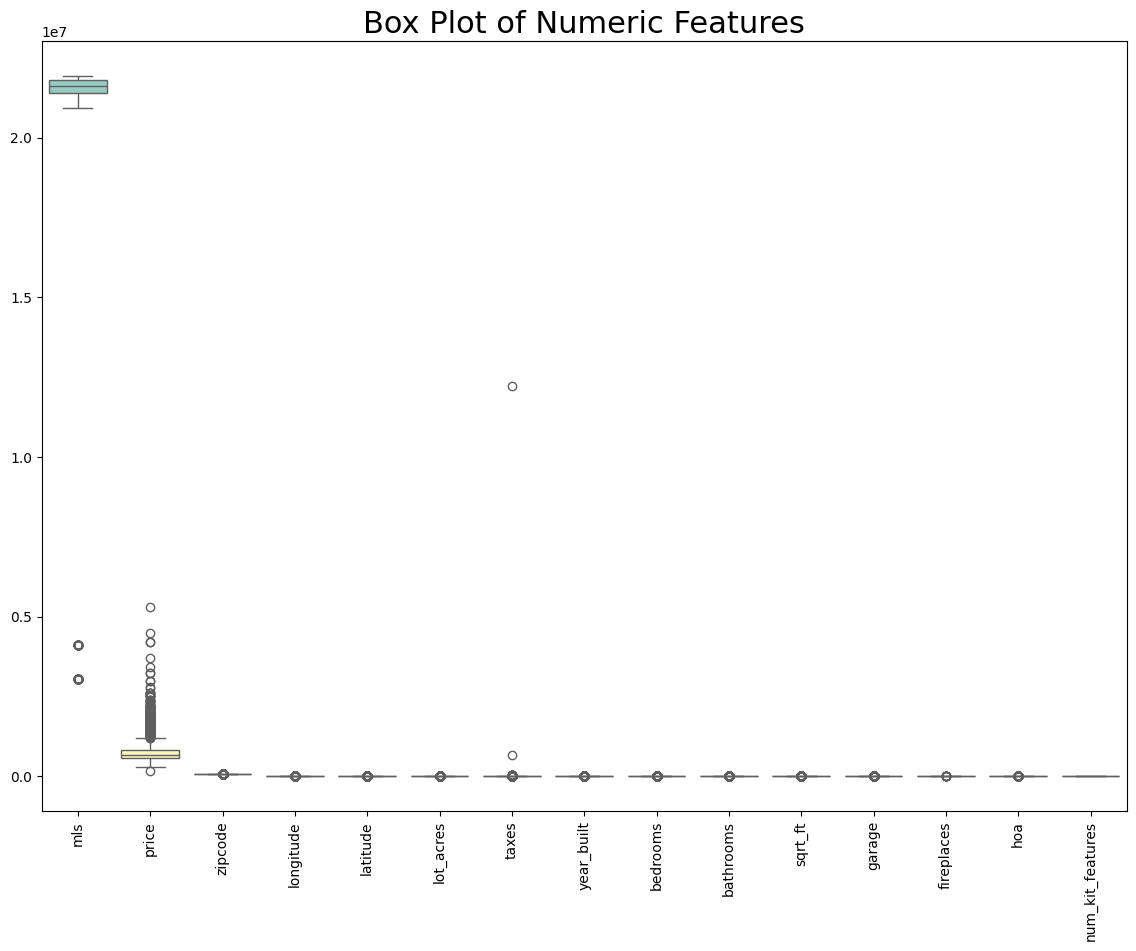 Box Plot of Numeric Features
1e7
2.0
1.5
1.0
0.5
0.0
mls
price
zipcode
longitude
latitude
lot_acres
taxes
year_built
bedrooms
bathrooms
sqrt_ft
garage
fireplaces
hoa
num_kit_features